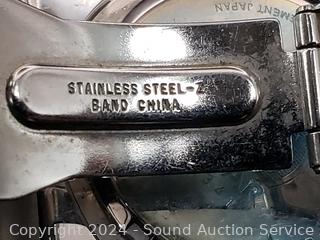 EMENT JAPAN
STAINLESS STEEL-Z
BAND CHINA
Copyright © 2024 - Sound Auction Service